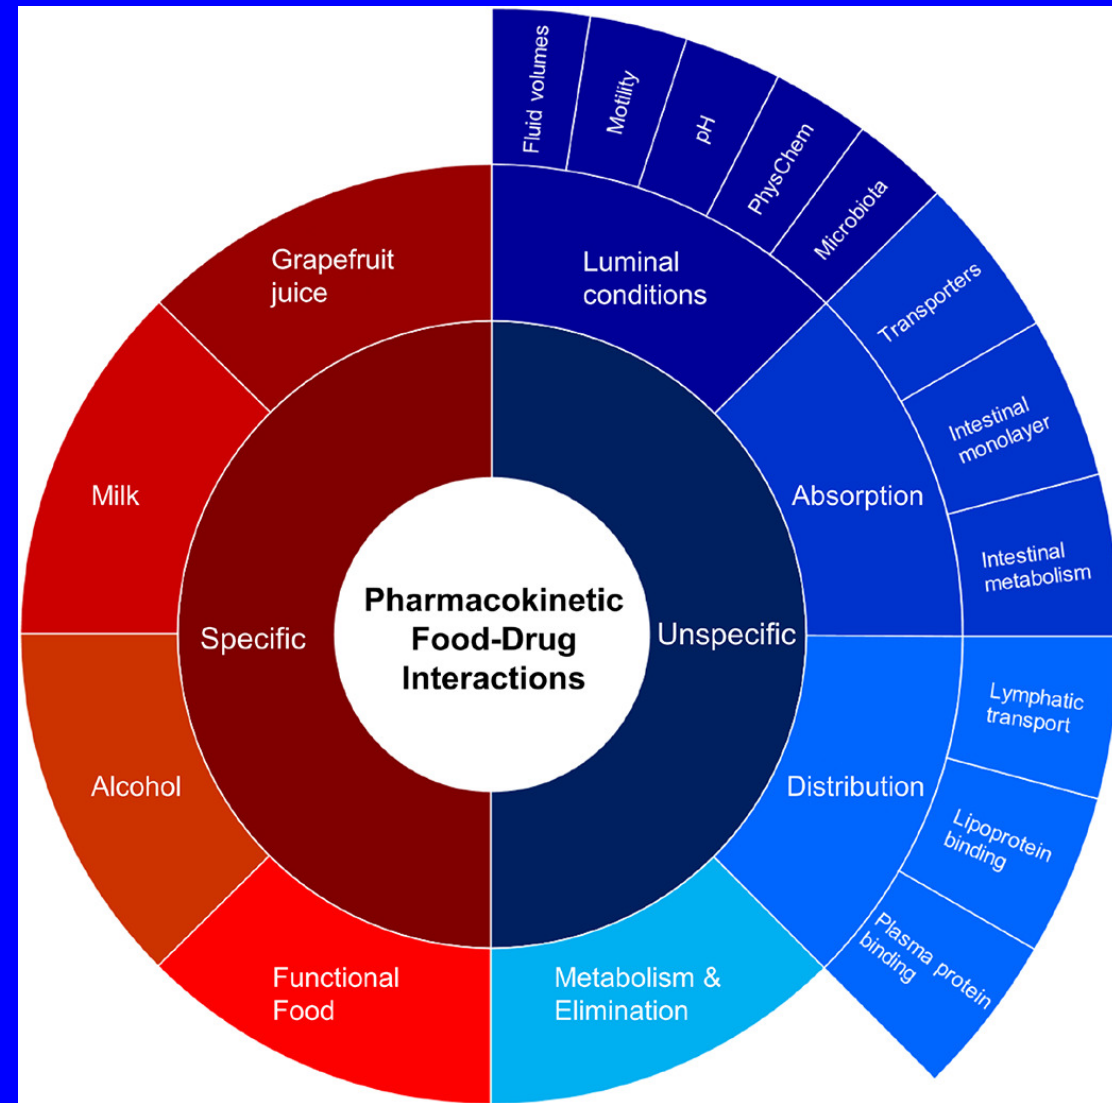 Pharmacokinetic
Food-Drug
Interactions
Specific
Unspecific
Grapefruit
juice
Milk
Alcohol
Functional
Food
Luminal
conditions
Absorption
Distribution
Metabolism &
Elimination
Fluid volumes
Motility
pH
PhysChem
Microbiota
Transporters
Intestinal
monolayer
Intestinal
metabolism
Lymphatic
transport
Lipoprotein
binding
Plasma protein
binding